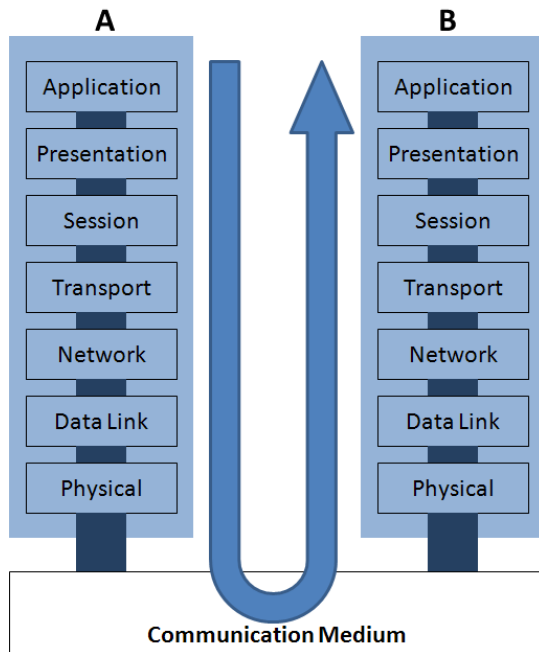 A
Application
Presentation
Session
Transport
Network
Data Link
Physical
B
Application
Presentation
Session
Transport
Network
Data Link
Physical
Communication Medium